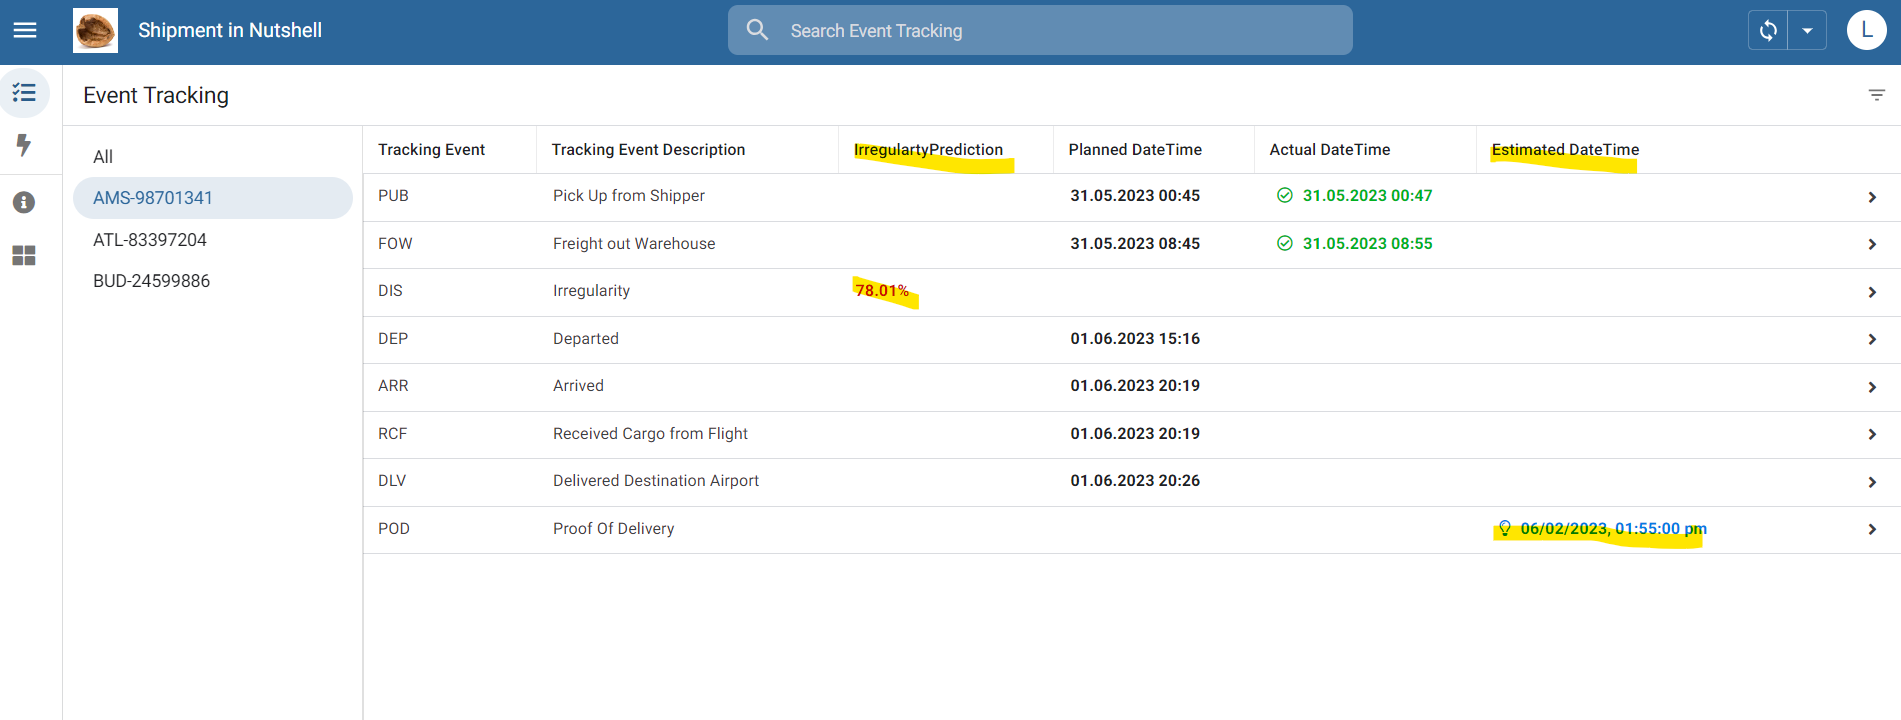 Shipment in Nutshell
Search Event Tracking
L
Event Tracking
All
AMS-98701341
ATL-83397204
BUD-24599886
Tracking Event Tracking Event Description IrregulartyPrediction Planned DateTime Actual DateTime Estimated DateTime
PUB Pick Up from Shipper 31.05.2023 00:45 31.05.2023 00:47
FOW Freight out Warehouse 31.05.2023 08:45 31.05.2023 08:55
DIS Irregularity 78.01%
DEP Departed 01.06.2023 15:16
ARR Arrived 01.06.2023 20:19
RCF Received Cargo from Flight 01.06.2023 20:19
DLV Delivered Destination Airport 01.06.2023 20:26
POD Proof Of Delivery 06/02/2023, 01:55:00 pm